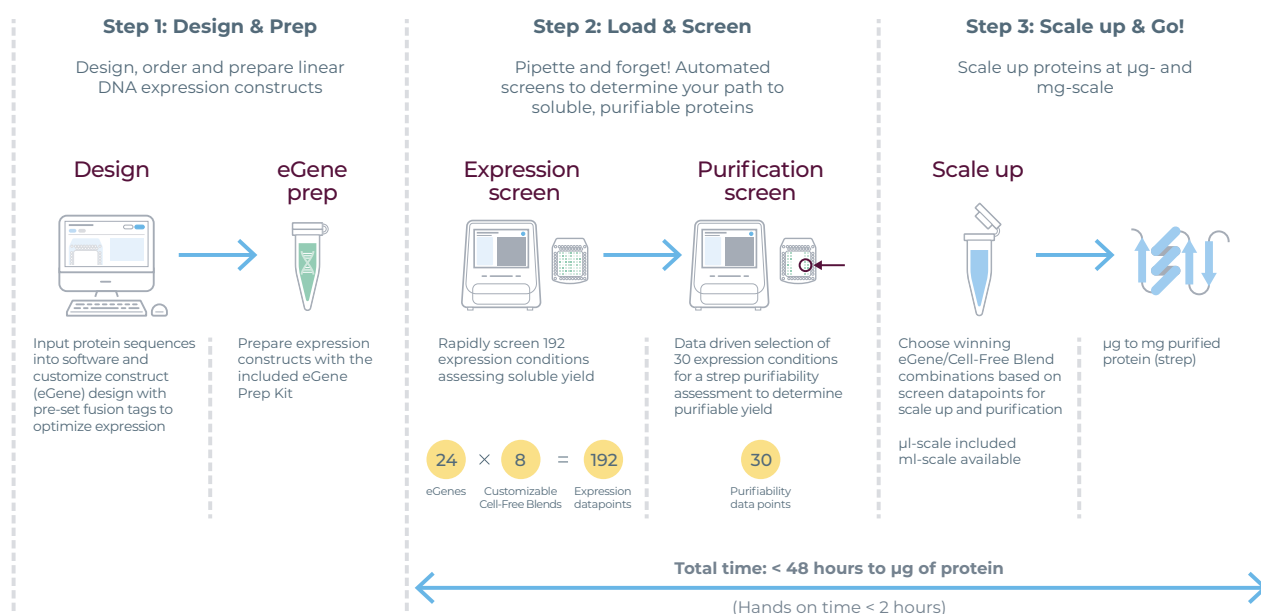 Step 1: Design & Prep
Design, order and prepare linear
DNA expression constructs
Design
eGene
prep
Input protein sequences
into software and
customize construct
(eGene) design with
pre-set fusion tags to
optimize expression
Prepare expression
constructs with the
included eGene
Prep Kit
Step 2: Load & Screen
Pipette and forget! Automated
screens to determine your path to
soluble, purifiable proteins
Expression
screen
Purification
screen
Rapidly screen 192
expression conditions
assessing soluble yield
24 × 8 = 192
eGenes
Customizable
Cell-Free Blends
Expression
datapoints
Data driven selection of
30 expression conditions
for a strep purifiability
assessment to determine
purifiable yield
30
Purifiability
data points
Step 3: Scale up & Go!
Scale up proteins at µg- and
mg-scale
Scale up
Choose winning
eGene/Cell-Free Blend
combinations based on
screen datapoints for
scale up and purification
µl-scale included
ml-scale available
µg to mg purified
protein (strep)
Total time: < 48 hours to µg of protein
(Hands on time < 2 hours)